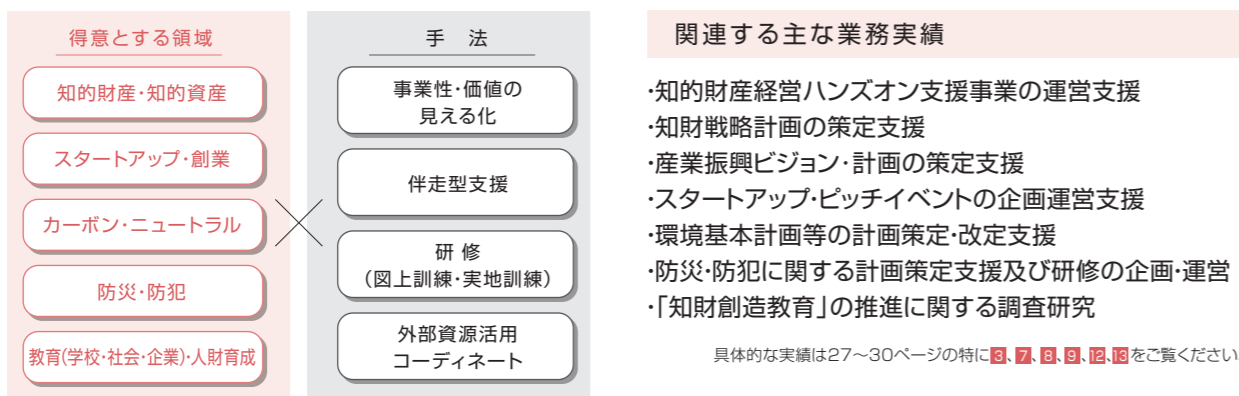 得意とする領域
知的財産・知的資産
スタートアップ・創業
カーボン・ニュートラル
防災・防犯
教育(学校・社会・企業)・人財育成
手 法
事業性・価値の
見える化
伴走型支援
研 修
(図上訓練・実地訓練)
外部資源活用
コーディネート
関連する主な業務実績
・知的財産経営ハンズオン支援事業の運営支援
・知財戦略計画の策定支援
・産業振興ビジョン・計画の策定支援
・スタートアップ・ピッチイベントの企画運営支援
・環境基本計画等の計画策定・改定支援
・防災・防犯に関する計画策定支援及び研修の企画・運営
・「知財創造教育」の推進に関する調査研究
具体的な実績は27〜30ページの特に3、7、8、9、12、13をご覧ください